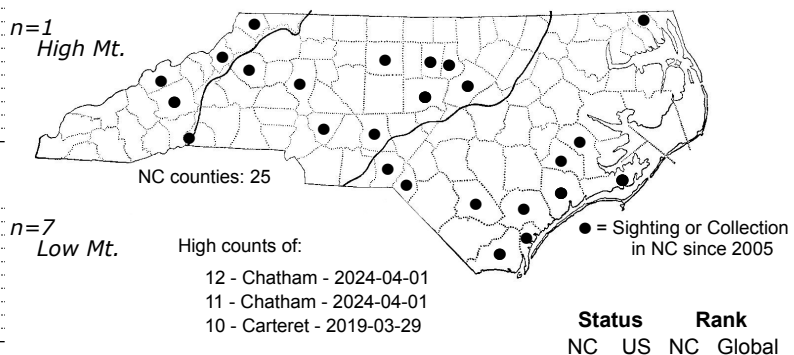 n=1
High Mt.
NC counties: 25
n=7
Low Mt.
High counts of:
12 - Chatham - 2024-04-01
11 - Chatham - 2024-04-01
10 - Carteret - 2019-03-29
● = Sighting or Collection
in NC since 2005
Status Rank
NC US NC Global